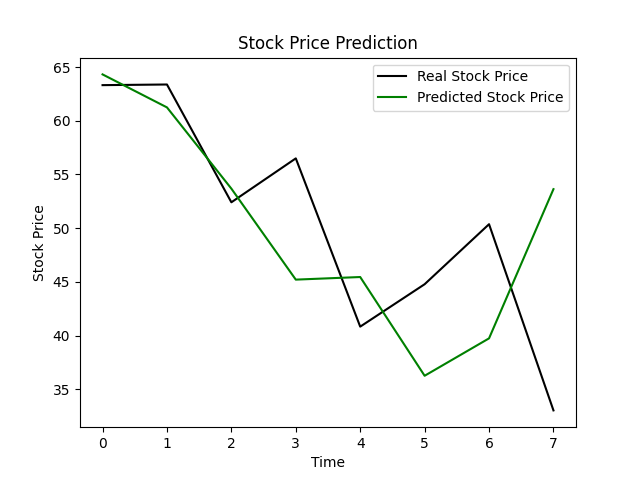 Stock Price Prediction
Real Stock Price
Predicted Stock Price
65
60
55
50
45
40
35
Stock Price
0 1 2 3 4 5 6 7
Time